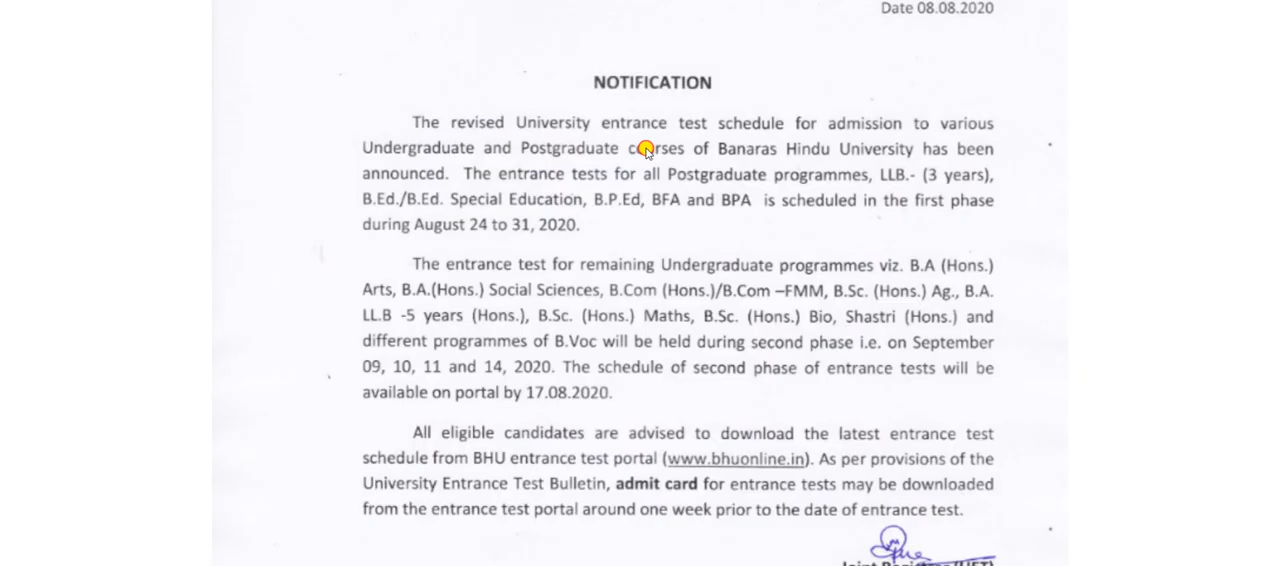 Date 08.08.2020
NOTIFICATION
The revised University entrance test schedule for admission to various
Undergraduate and Postgraduate courses of Banaras Hindu University has been
announced. The entrance tests for all Postgraduate programmes, LLB.- (3 years),
B.Ed./B.Ed. Special Education, B.P.Ed, BFA and BPA is scheduled in the first phase
during August 24 to 31, 2020.
The entrance test for remaining Undergraduate programmes viz. B.A (Hons.)
Arts, B.A.(Hons.) Social Sciences, B.Com (Hons.)/B.Com –FMM, B.Sc. (Hons.) Ag., B.A.
LL.B -5 years (Hons.), B.Sc. (Hons.) Maths, B.Sc. (Hons.) Bio, Shastri (Hons.) and
different programmes of B.Voc will be held during second phase i.e. on September
09, 10, 11 and 14, 2020. The schedule of second phase of entrance tests will be
available on portal by 17.08.2020.
All eligible candidates are advised to download the latest entrance test
schedule from BHU entrance test portal (www.bhuonline.in). As per provisions of the
University Entrance Test Bulletin, admit card for entrance tests may be downloaded
from the entrance test portal around one week prior to the date of entrance test.